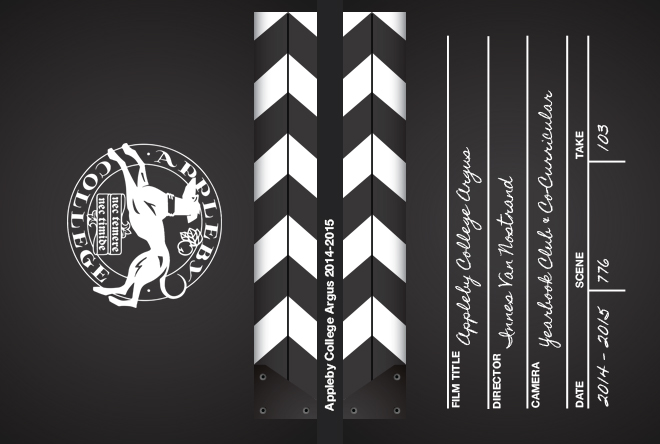 APPLEBY
COLLEGE
nec temere
nec timide
Appleby College Argus 2014-2015
FILM TITLE Appleby College Argus
DIRECTOR Innes Van Nostrand
CAMERA Yearbook Club & Co-Curricular
DATE SCENE TAKE
2014 - 2015 776 103